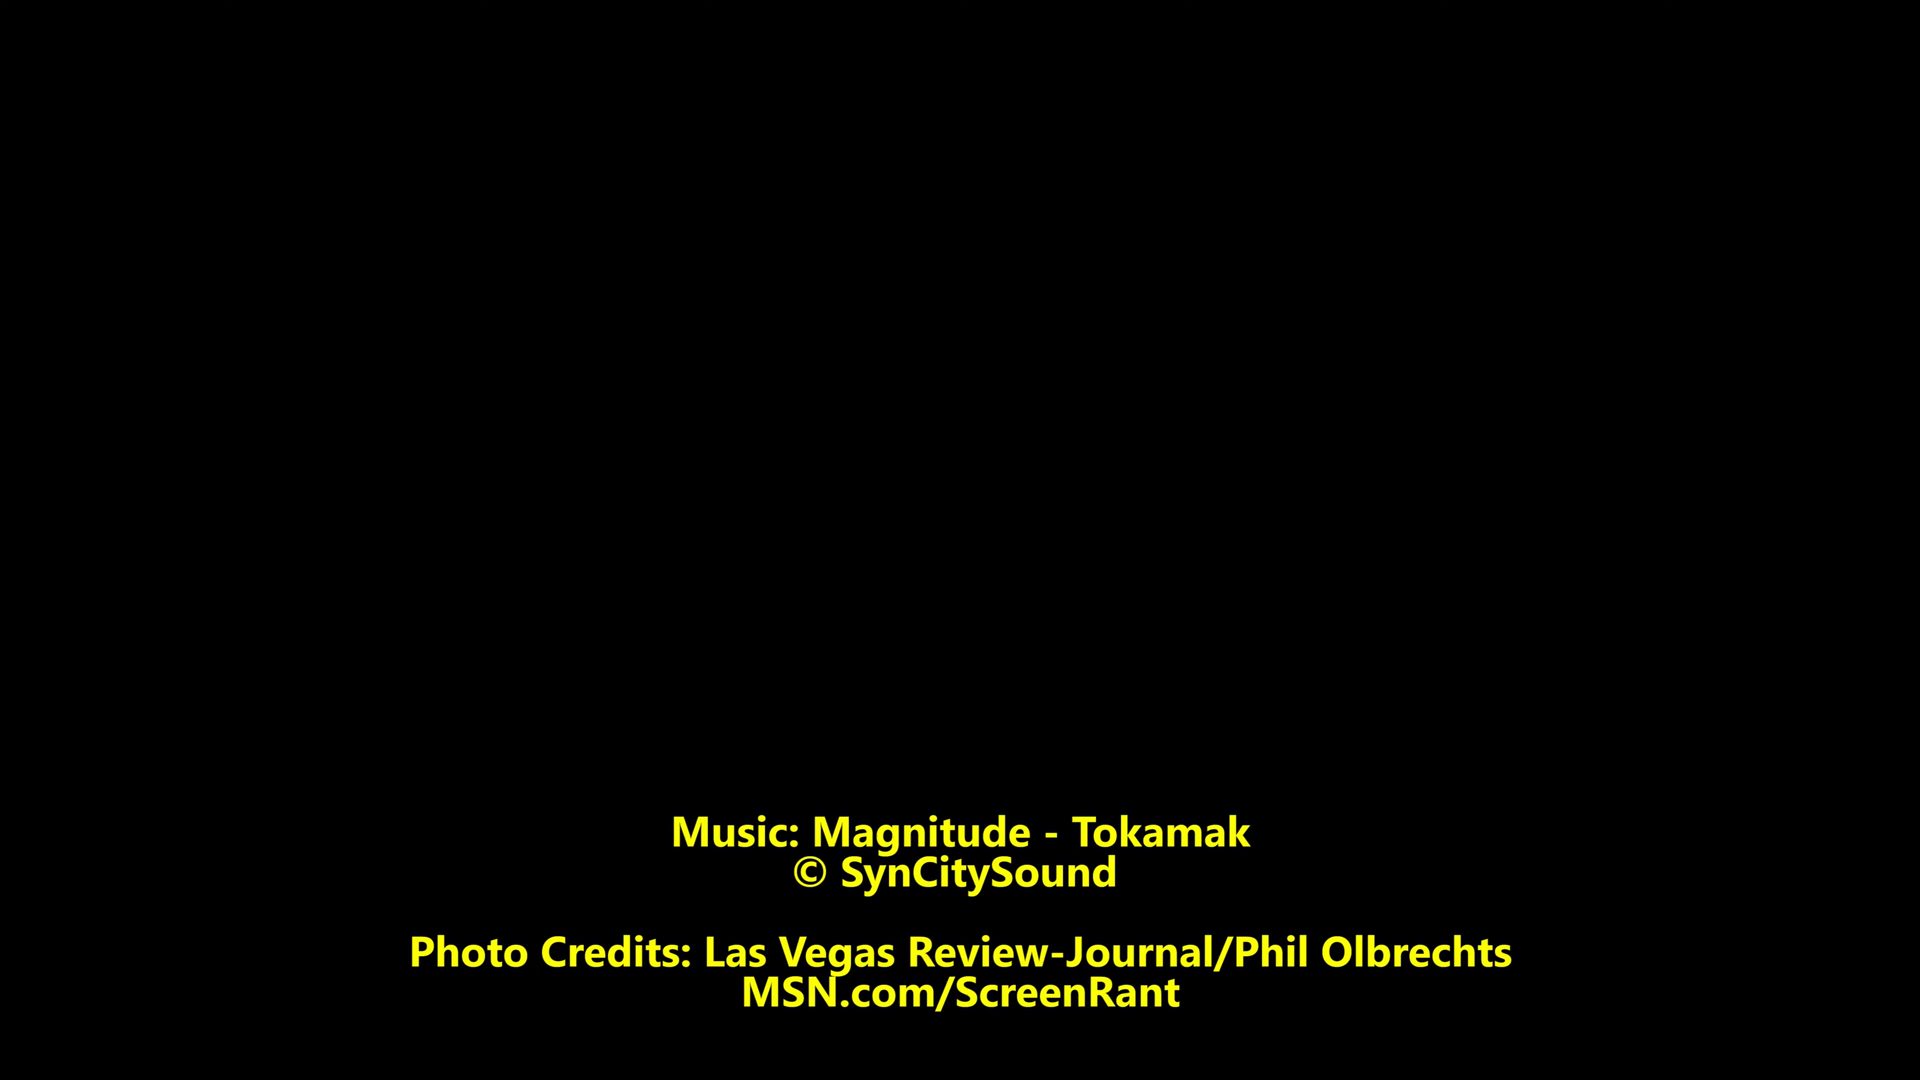 Music: Magnitude - Tokamak
© SynCitySound
Photo Credits: Las Vegas Review-Journal/Phil Olbrechts
MSN.com/ScreenRant